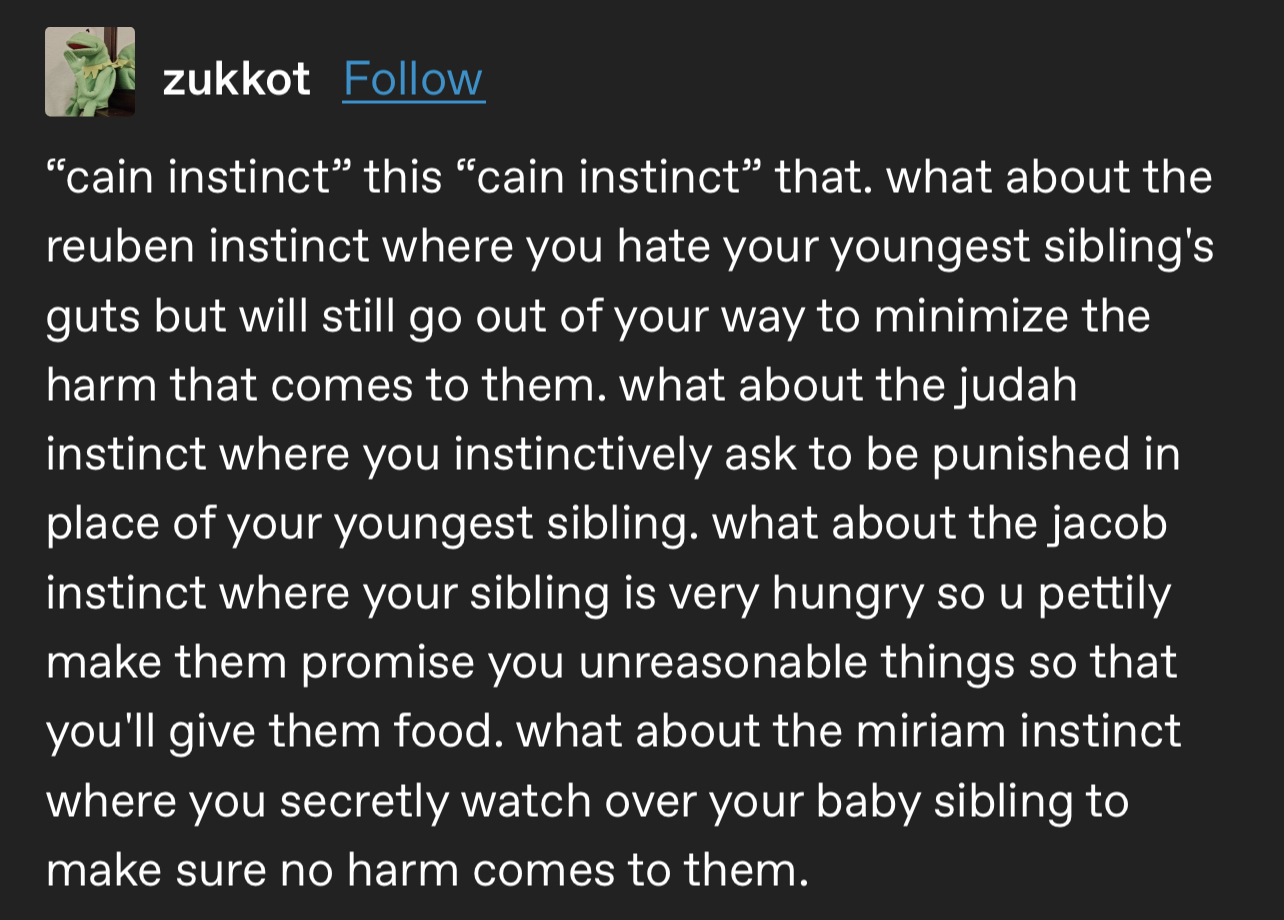 zukkot Follow
“cain instinct” this “cain instinct” that. what about the
reuben instinct where you hate your youngest sibling's
guts but will still go out of your way to minimize the
harm that comes to them. what about the judah
instinct where you instinctively ask to be punished in
place of your youngest sibling. what about the jacob
instinct where your sibling is very hungry so u pettily
make them promise you unreasonable things so that
you'll give them food. what about the miriam instinct
where you secretly watch over your baby sibling to
make sure no harm comes to them.